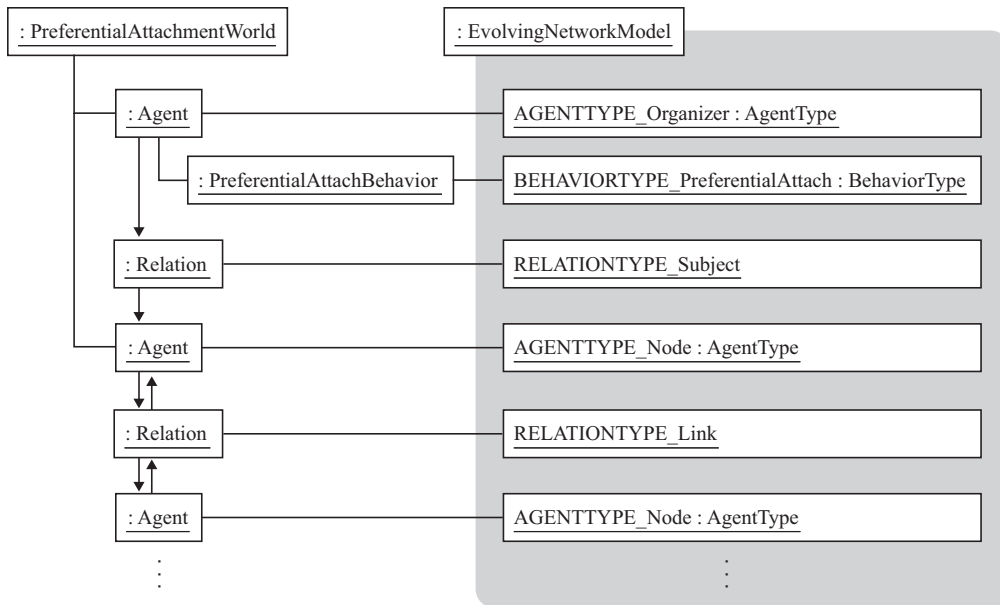 : PreferentialAttachmentWorld
: EvolvingNetworkModel
: Agent
AGENTTYPE_Organizer : AgentType
: PreferentialAttachBehavior
BEHAVIORTYPE_PreferentialAttach : BehaviorType
: Relation
RELATIONTYPE_Subject
: Agent
AGENTTYPE_Node : AgentType
: Relation
RELATIONTYPE_Link
: Agent
AGENTTYPE_Node : AgentType